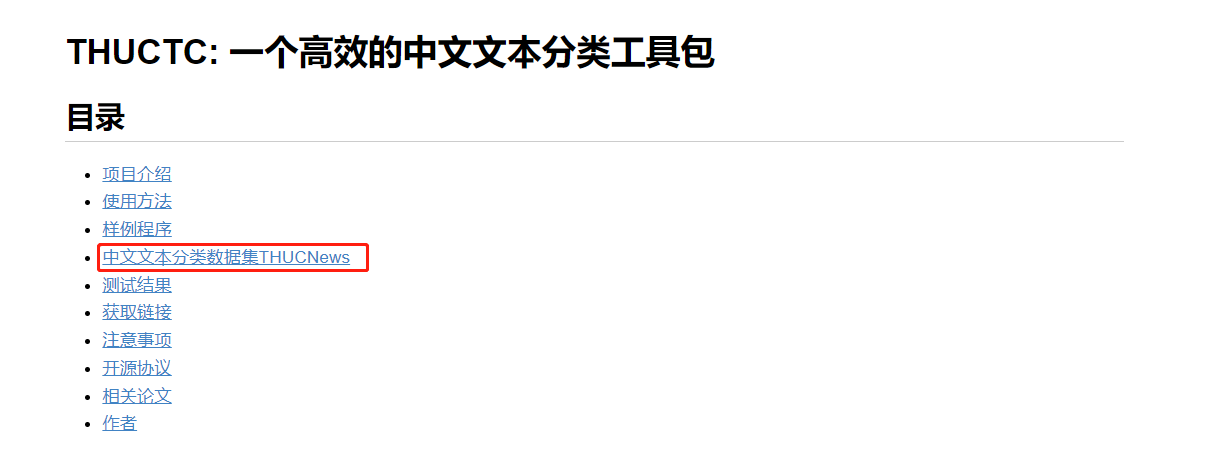 THUCTC: 一个高效的中文文本分类工具包
目录
项目介绍
使用方法
样例程序
中文文本分类数据集THUCNews
测试结果
获取链接
注意事项
开源协议
相关论文
作者